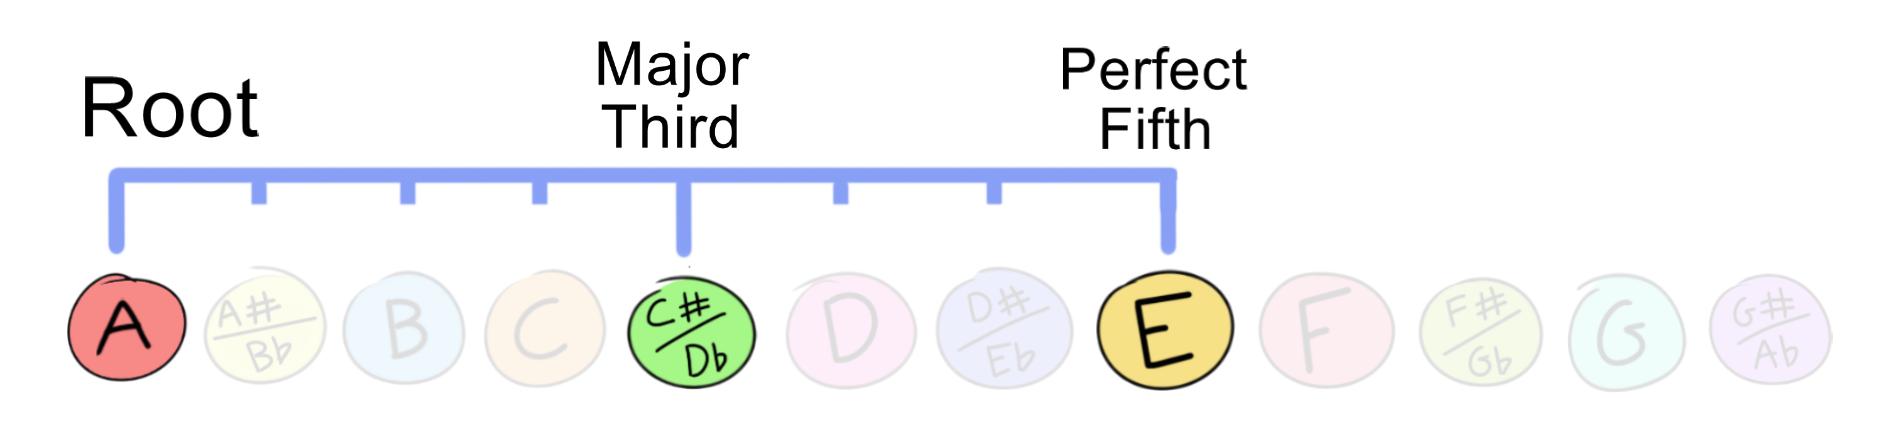 Root
Major
Third
Perfect
Fifth
A
A#
Bb
B
C
C#
Db
D
D#
Eb
E
F
F#
Gb
G
G#
Ab